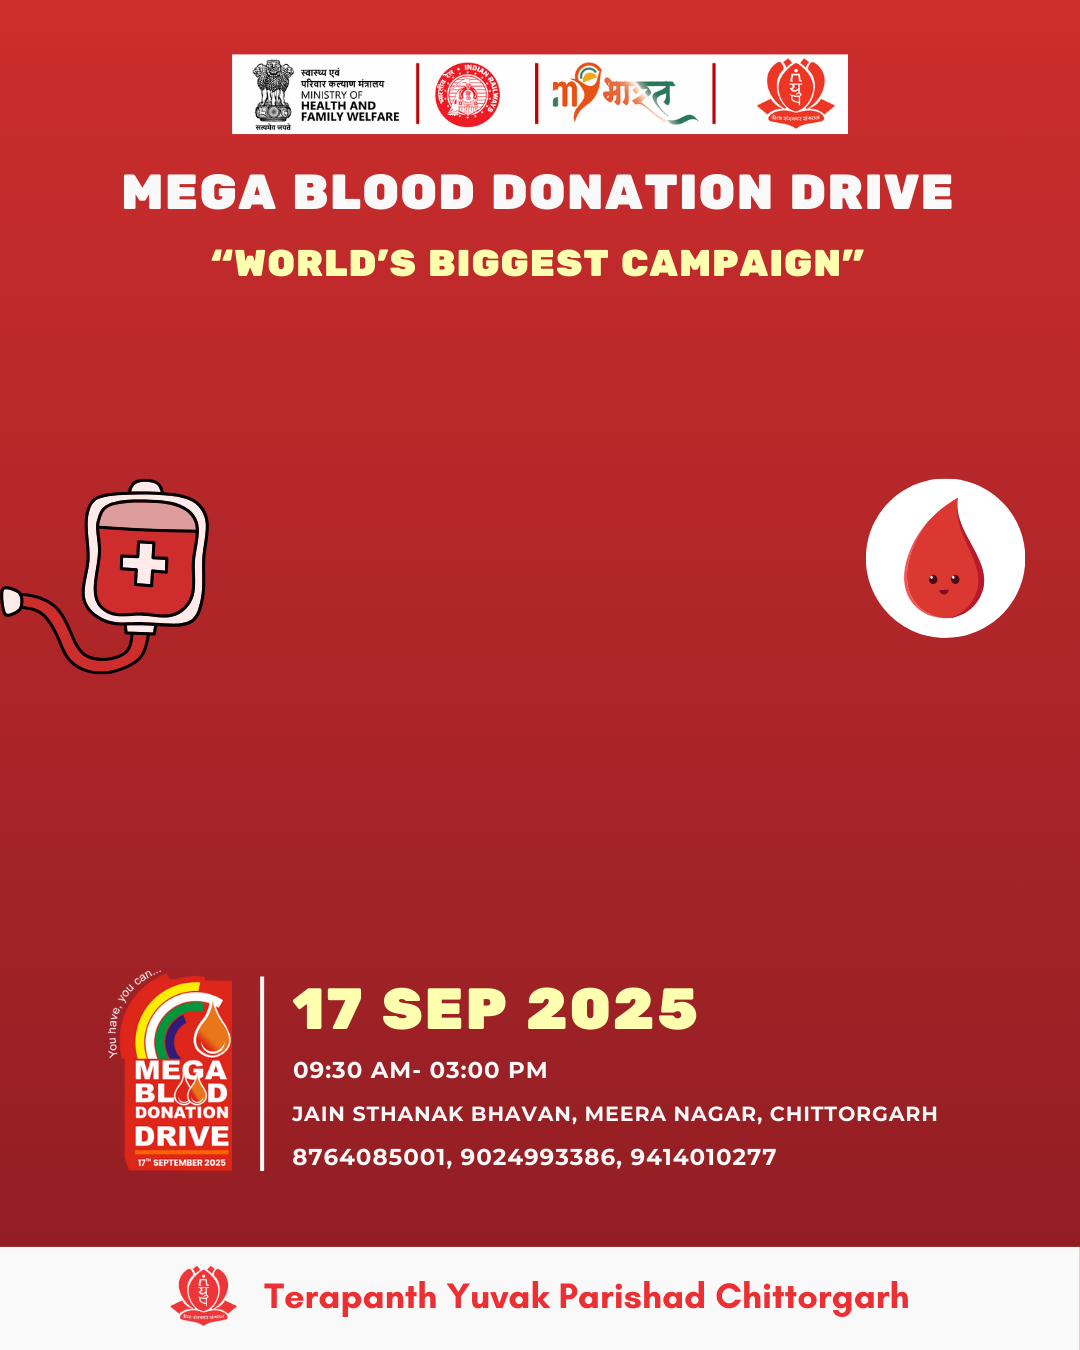 स्वास्थ्य एवं
परिवार कल्याण मंत्रालय
MINISTRY OF
HEALTH AND
FAMILY WELFARE
सत्यमेव जयते
भारतीय रेल • INDIAN RAILWAYS
my भारत
MEGA BLOOD DONATION DRIVE
“WORLD’S BIGGEST CAMPAIGN”
You have, you can...
MEGA
BLOOD
DONATION
DRIVE
17TH SEPTEMBER 2025
17 SEP 2025
09:30 AM- 03:00 PM
JAIN STHANAK BHAVAN, MEERA NAGAR, CHITTORGARH
8764085001, 9024993386, 9414010277
Terapanth Yuvak Parishad Chittorgarh